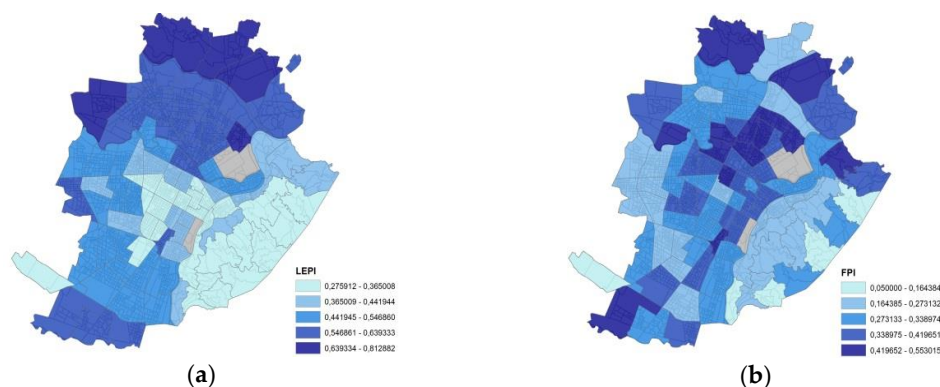 LEPI
0,275912 - 0,365008
0,365009 - 0,441944
0,441945 - 0,546860
0,546861 - 0,639333
0,639334 - 0,812882
(a)
FPI
0,050000 - 0,164384
0,164385 - 0,273132
0,273133 - 0,338974
0,338975 - 0,419651
0,419652 - 0,553015
(b)